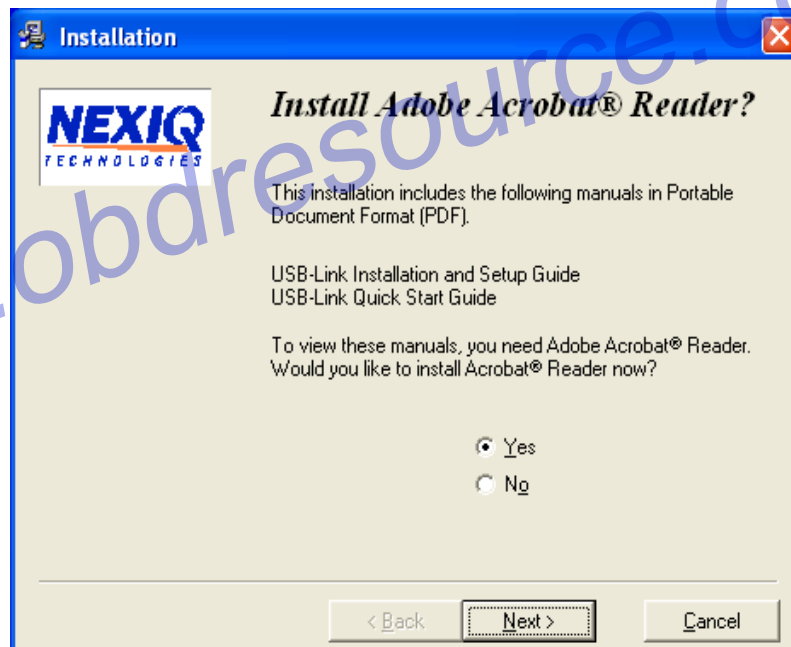 Installation
NEXIQ
TECHNOLOGIES
Install Adobe Acrobat® Reader?
This installation includes the following manuals in Portable
Document Format (PDF).
USB-Link Installation and Setup Guide
USB-Link Quick Start Guide
To view these manuals, you need Adobe Acrobat® Reader.
Would you like to install Acrobat® Reader now?
Yes
No
< Back Next > Cancel
.obdresource.co